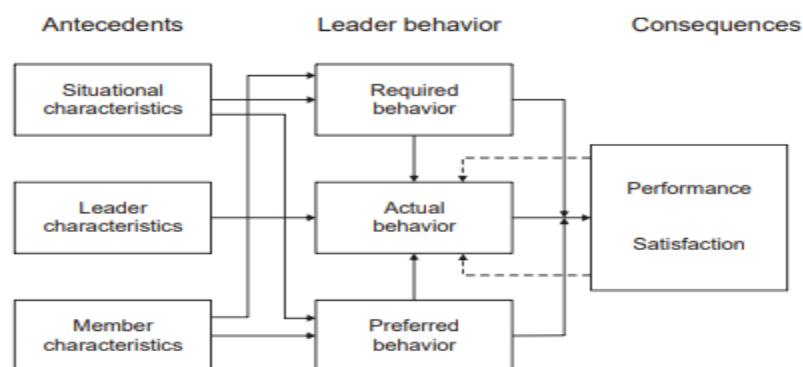 Antecedents Leader behavior Consequences
Situational
characteristics
Required
behavior
Leader
characteristics
Actual
behavior
Performance
Satisfaction
Member
characteristics
Preferred
behavior